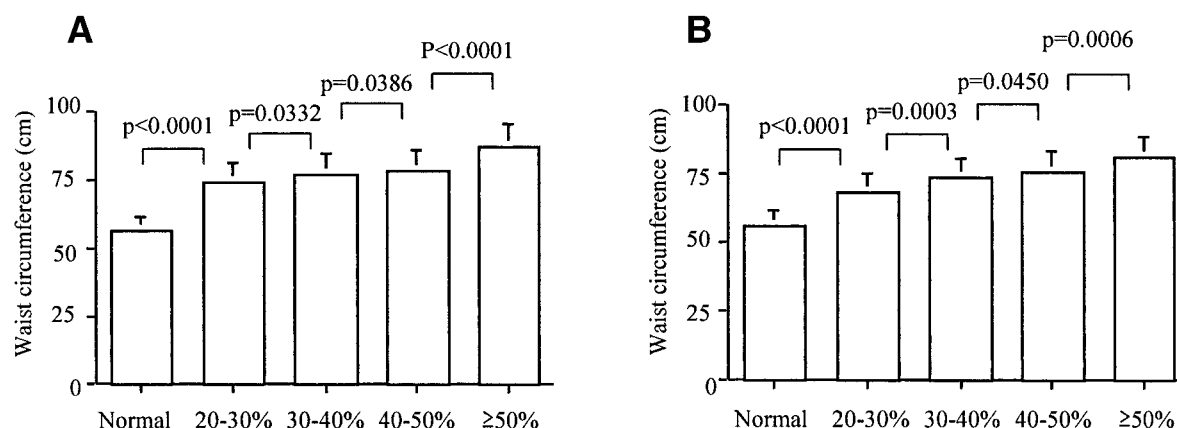 A
P<0.0001
p=0.0386
p=0.0332
p<0.0001
Waist circumference (cm)
100
75
50
25
0
Normal 20-30% 30-40% 40-50% ≥50%
B
p=0.0006
p=0.0450
p=0.0003
p<0.0001
Waist circumference (cm)
100
75
50
25
0
Normal 20-30% 30-40% 40-50% ≥50%